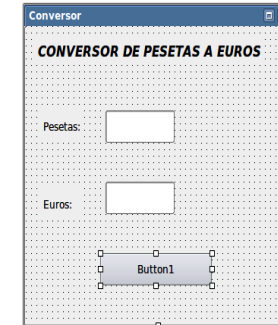 Conversor
CONVERSOR DE PESETAS A EUROS
Pesetas:
Euros:
Button1